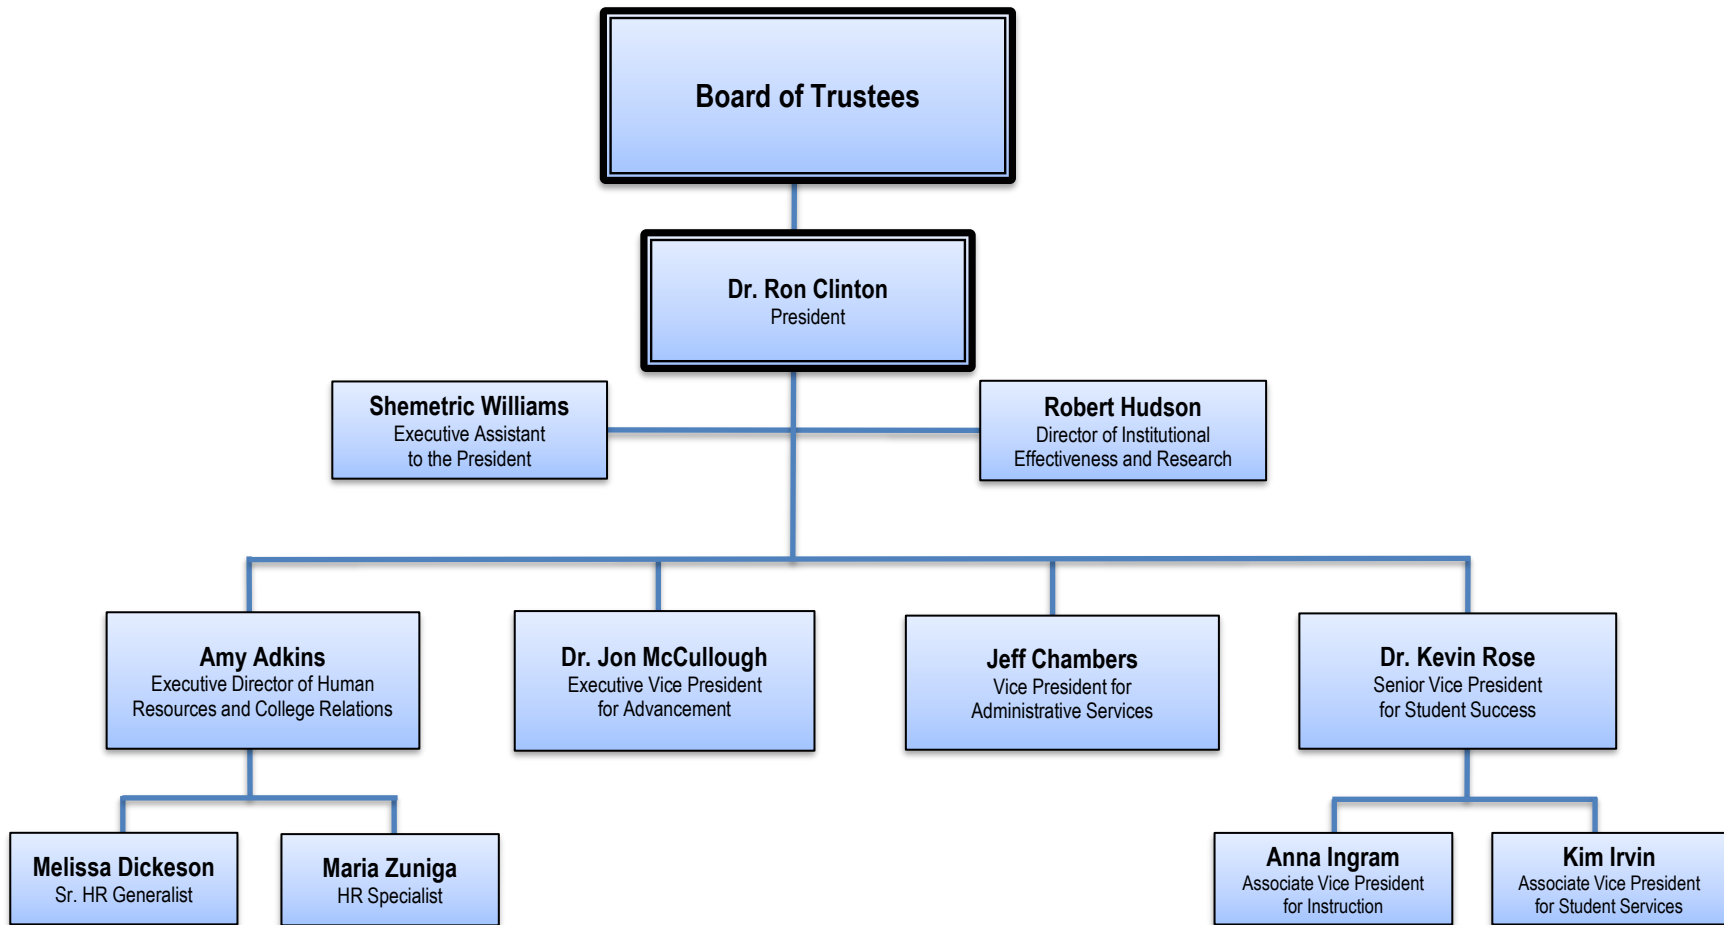 Board of Trustees
Dr. Ron Clinton
President
Shemetric Williams
Executive Assistant
to the President
Robert Hudson
Director of Institutional
Effectiveness and Research
Amy Adkins
Executive Director of Human
Resources and College Relations
Dr. Jon McCullough
Executive Vice President
for Advancement
Jeff Chambers
Vice President for
Administrative Services
Dr. Kevin Rose
Senior Vice President
for Student Success
Melissa Dickeson
Sr. HR Generalist
Maria Zuniga
HR Specialist
Anna Ingram
Associate Vice President
for Instruction
Kim Irvin
Associate Vice President
for Student Services